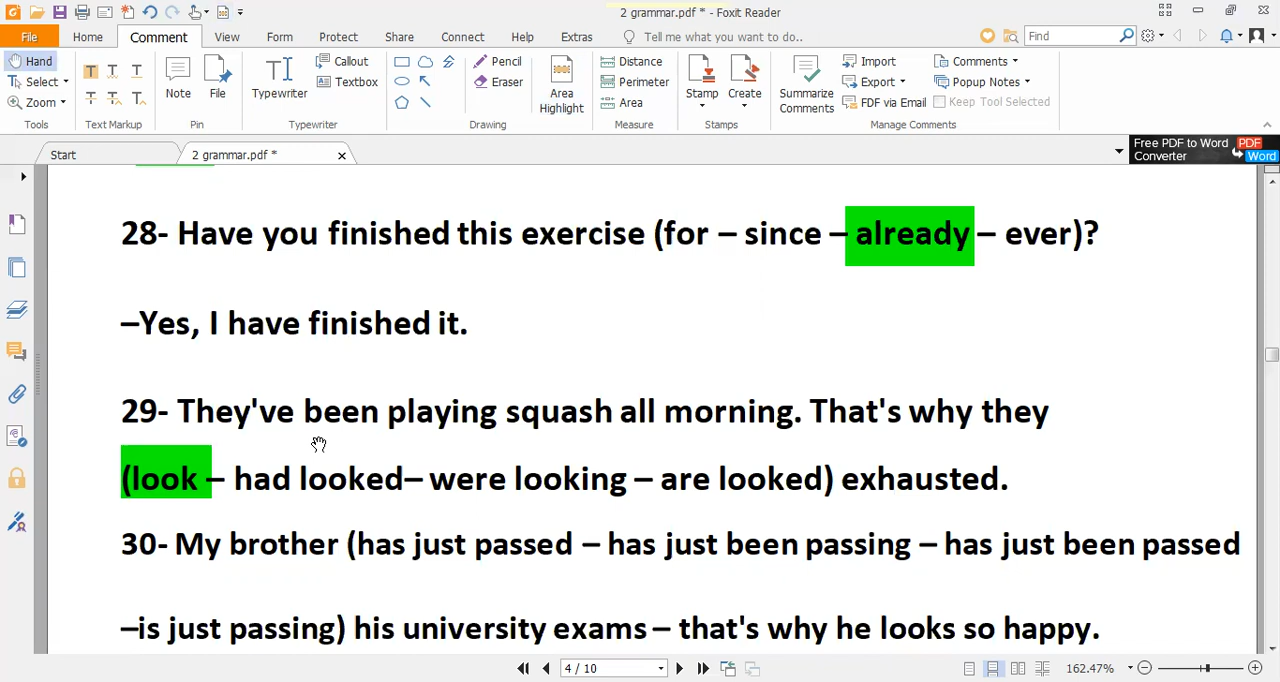 2 grammar.pdf * - Foxit Reader
File Home Comment View Form Protect Share Connect Help Extras Tell me what you want to do.. Find
Hand
Select
Zoom
Tools
Text Markup
Note
File
Pin
Typewriter
Callout
Textbox
Typewriter
Pencil
Eraser
Drawing
Area
Highlight
Distance
Perimeter
Area
Measure
Stamp
Create
Stamps
Summarize
Comments
Import
Export
FDF via Email
Comments
Popup Notes
Keep Tool Selected
Manage Comments
Start
2 grammar.pdf *
Free PDF to Word
Converter
PDF
Word
28- Have you finished this exercise (for – since – already – ever)?
–Yes, I have finished it.
29- They've been playing squash all morning. That's why they
(look – had looked– were looking – are looked) exhausted.
30- My brother (has just passed – has just been passing – has just been passed
–is just passing) his university exams – that's why he looks so happy.
4 / 10
162.47%